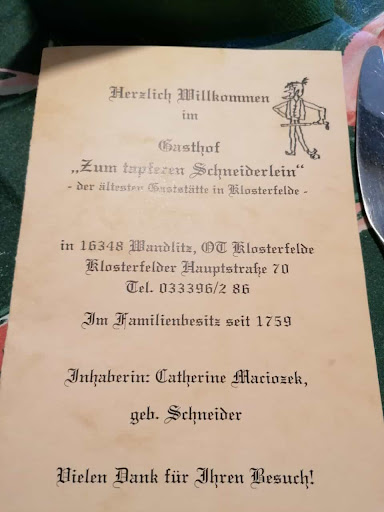 Herzlich Willkommen
im
Gasthof
„Zum tapferen Schneiderlein“
- der ältesten Gaststätte in Klosterfelde -
in 16348 Wandlitz, OT Klosterfelde
Klosterfelder Hauptstraße 70
Tel. 033396/2 86
Im Familienbesitz seit 1759
Inhaberin: Catherine Maciozek,
geb. Schneider
Vielen Dank für Ihren Besuch!